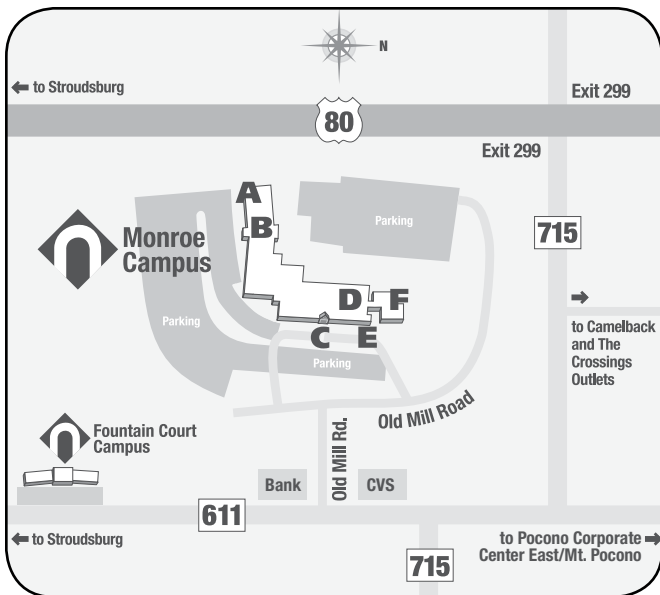 N
to Stroudsburg
Exit 299
80
Exit 299
A
Parking
B
715
Monroe
Campus
D
F
Parking
C
E
to Camelback
and The
Crossings
Outlets
Parking
Old Mill Road
Old Mill Rd.
Fountain Court
Campus
Bank
CVS
611
to Stroudsburg
715
to Pocono Corporate
Center East/Mt. Pocono